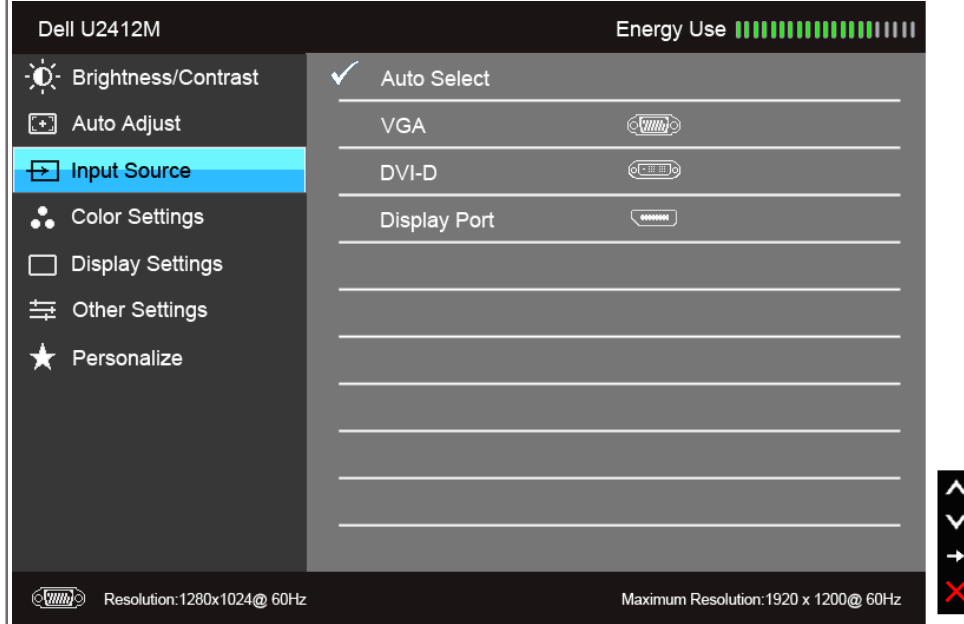 Dell U2412M Energy Use
Brightness/Contrast Auto Select
Auto Adjust VGA
Input Source DVI-D
Color Settings Display Port
Display Settings
Other Settings
Personalize
Resolution:1280x1024@ 60Hz Maximum Resolution:1920 x 1200@ 60Hz